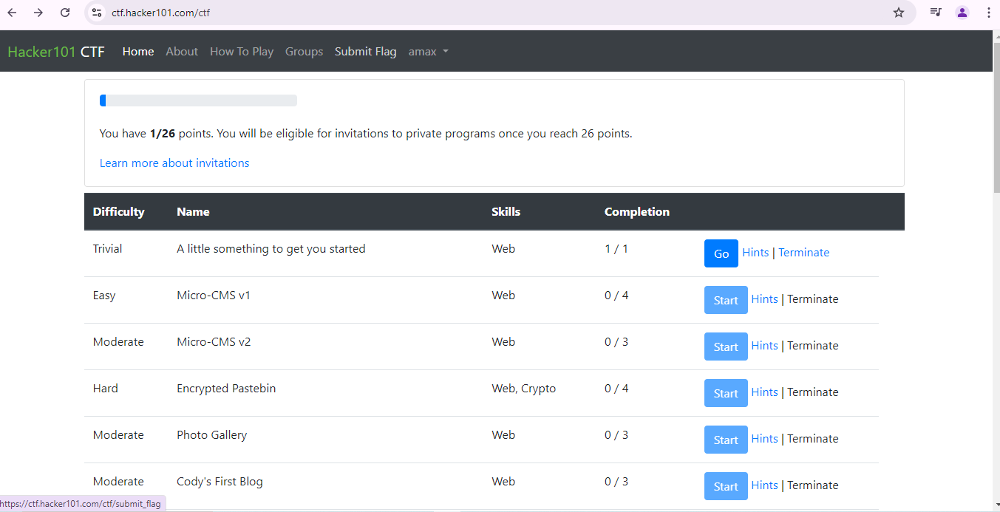 ctf.hacker101.com/ctf
Hacker101 CTF Home About How To Play Groups Submit Flag amax
You have 1/26 points. You will be eligible for invitations to private programs once you reach 26 points.
Learn more about invitations
Difficulty Name Skills Completion
Trivial A little something to get you started Web 1 / 1 Go Hints | Terminate
Easy Micro-CMS v1 Web 0 / 4 Start Hints | Terminate
Moderate Micro-CMS v2 Web 0 / 3 Start Hints | Terminate
Hard Encrypted Pastebin Web, Crypto 0 / 4 Start Hints | Terminate
Moderate Photo Gallery Web 0 / 3 Start Hints | Terminate
Moderate Cody's First Blog Web 0 / 3 Start Hints | Terminate
https://ctf.hacker101.com/ctf/submit_flag